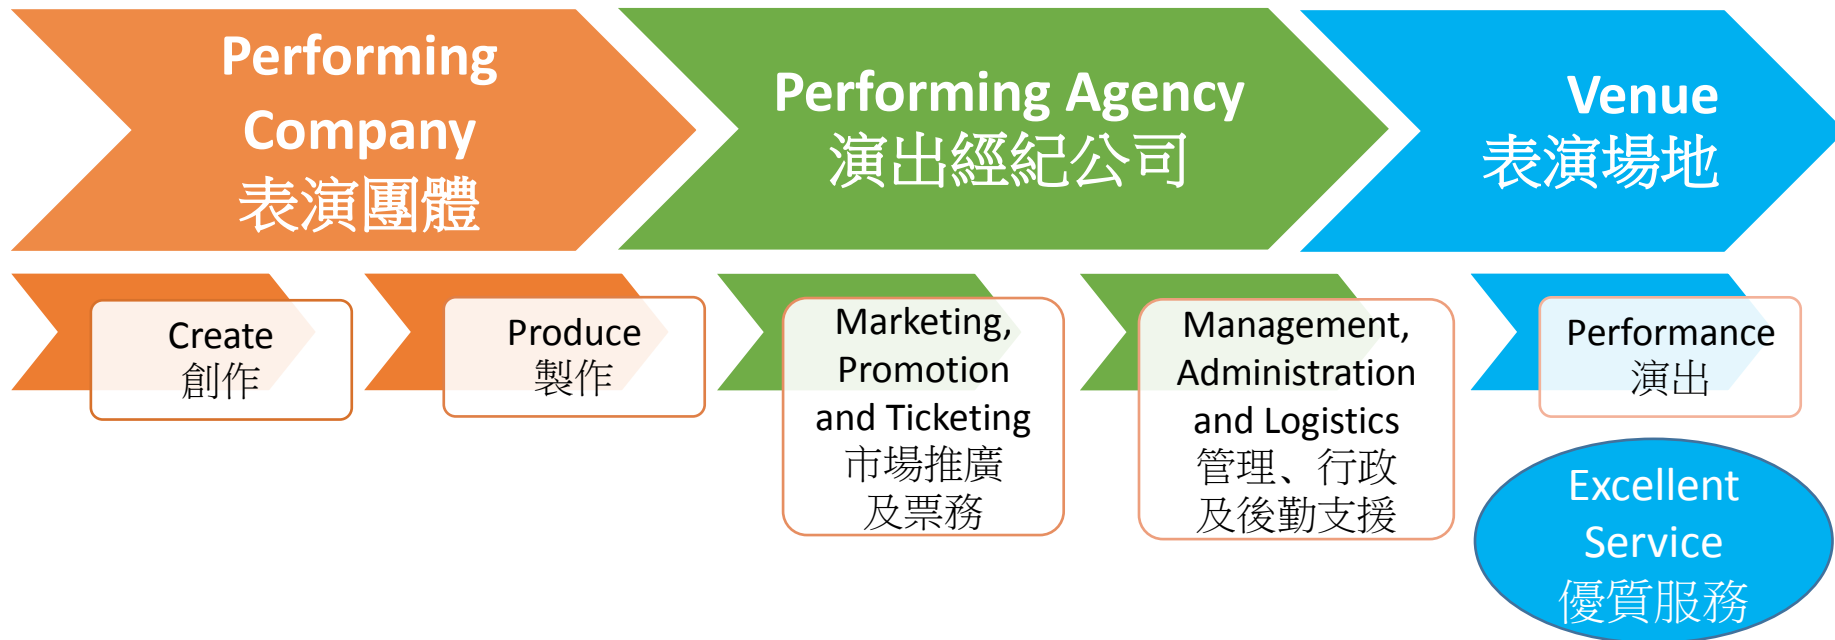 Performing
Company
表演團體
Performing Agency
演出經紀公司
Venue
表演場地
Create
創作
Produce
製作
Marketing,
Promotion
and Ticketing
市場推廣
及票務
Management,
Administration
and Logistics
管理、行政
及後勤支援
Performance
演出
Excellent
Service
優質服務